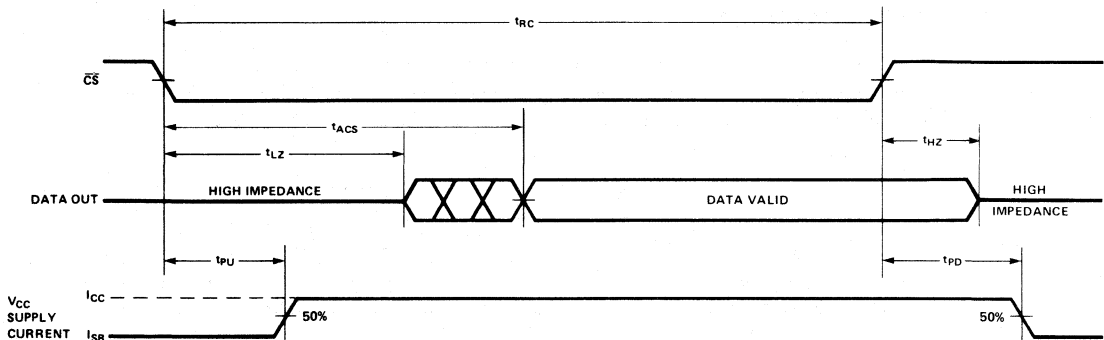 tRC
CS
tACS
tLZ
tHZ
DATA OUT
HIGH IMPEDANCE
DATA VALID
HIGH
IMPEDANCE
tPU
tPD
VCC
SUPPLY
CURRENT
ICC
50%
50%
ISB